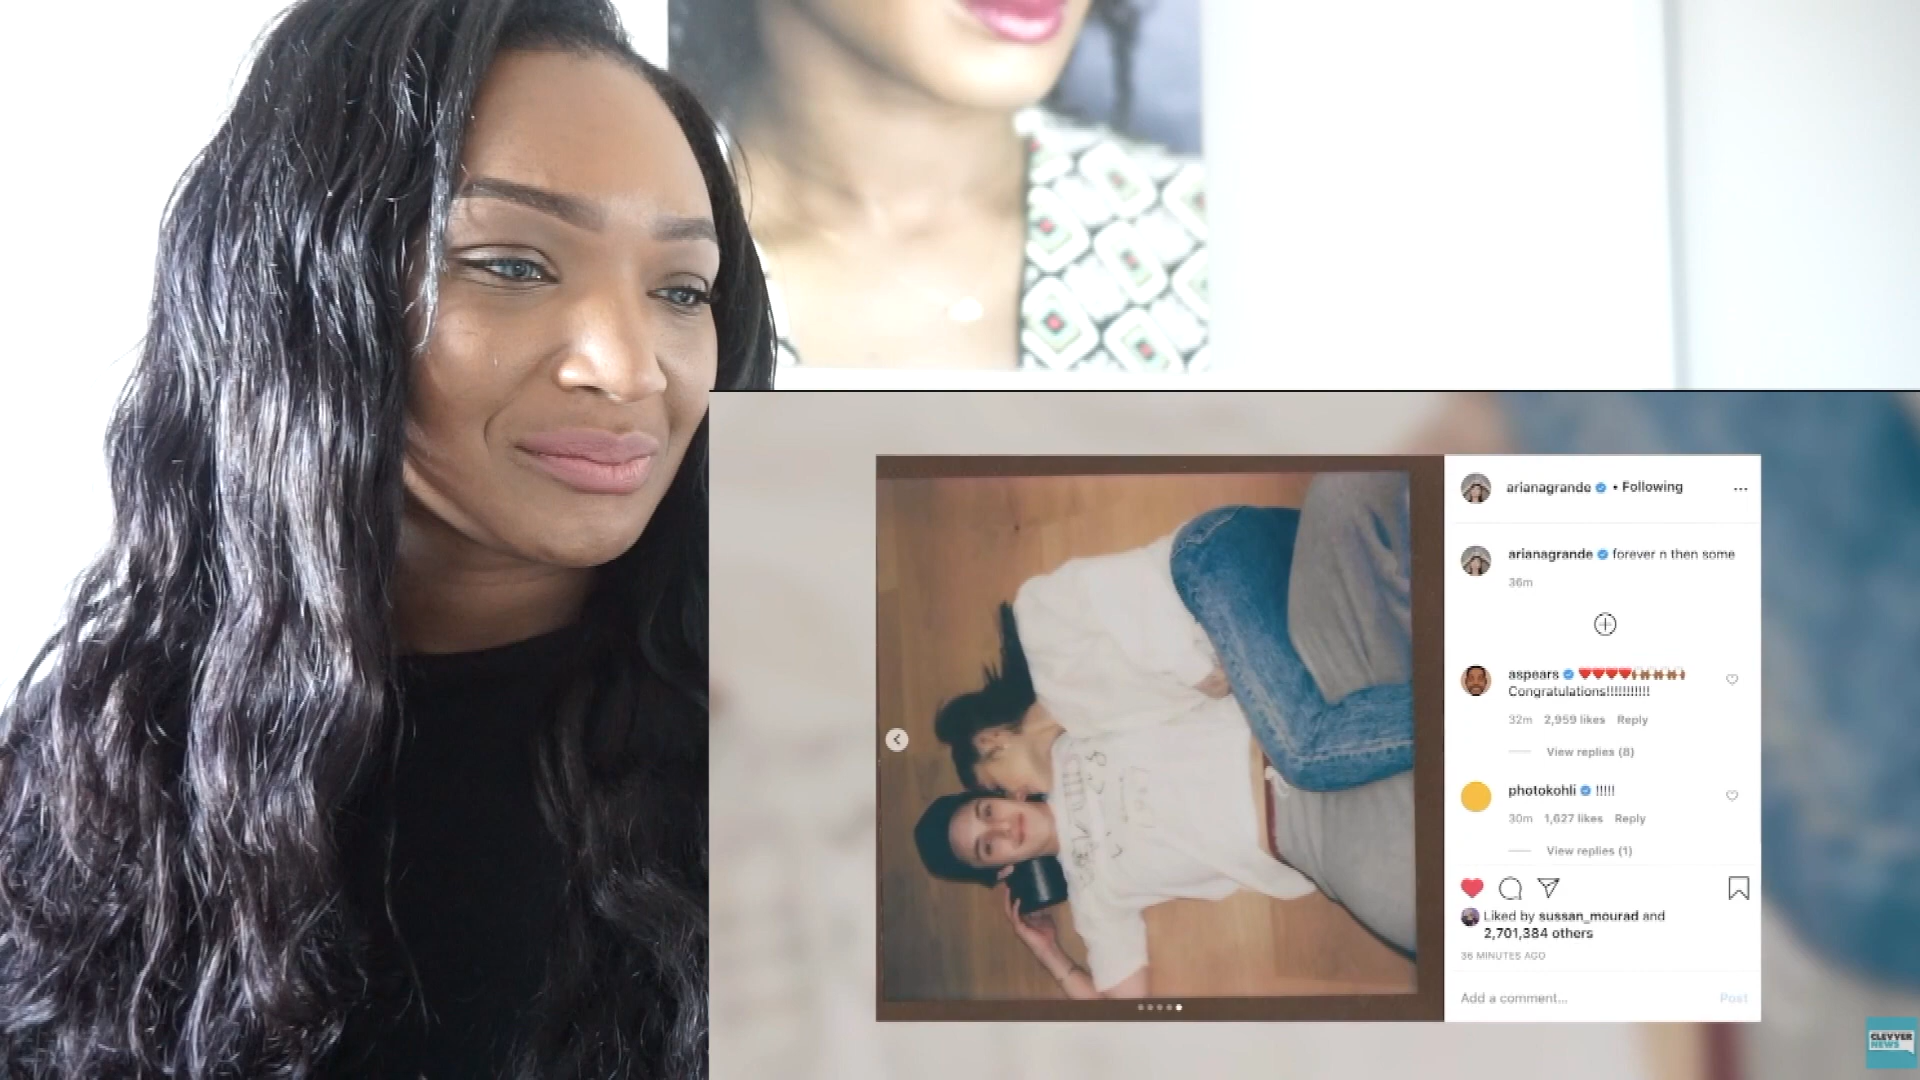 arianagrande • Following
arianagrande forever n then some
36m
aspears ❤️❤️❤️❤️🙌🏾🙌🏾🙌🏾🙌🏾
Congratulations!!!!!!!!!!!
32m 2,959 likes Reply
View replies (8)
photokohli !!!!!
30m 1,627 likes Reply
View replies (1)
Liked by sussan_mourad and
2,701,384 others
36 MINUTES AGO
Add a comment... Post
CLEVVER
NEWS